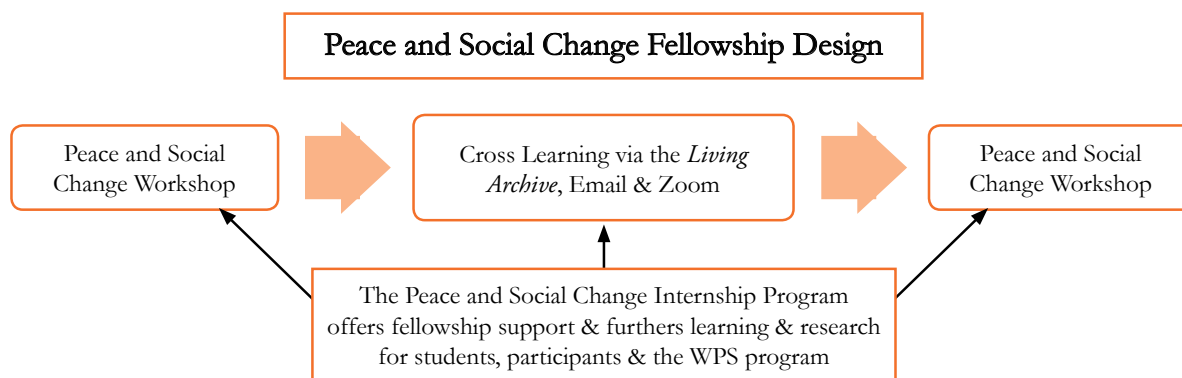 Peace and Social Change Fellowship Design
Peace and Social
Change Workshop
Cross Learning via the Living
Archive, Email & Zoom
Peace and Social
Change Workshop
The Peace and Social Change Internship Program
offers fellowship support & furthers learning & research
for students, participants & the WPS program